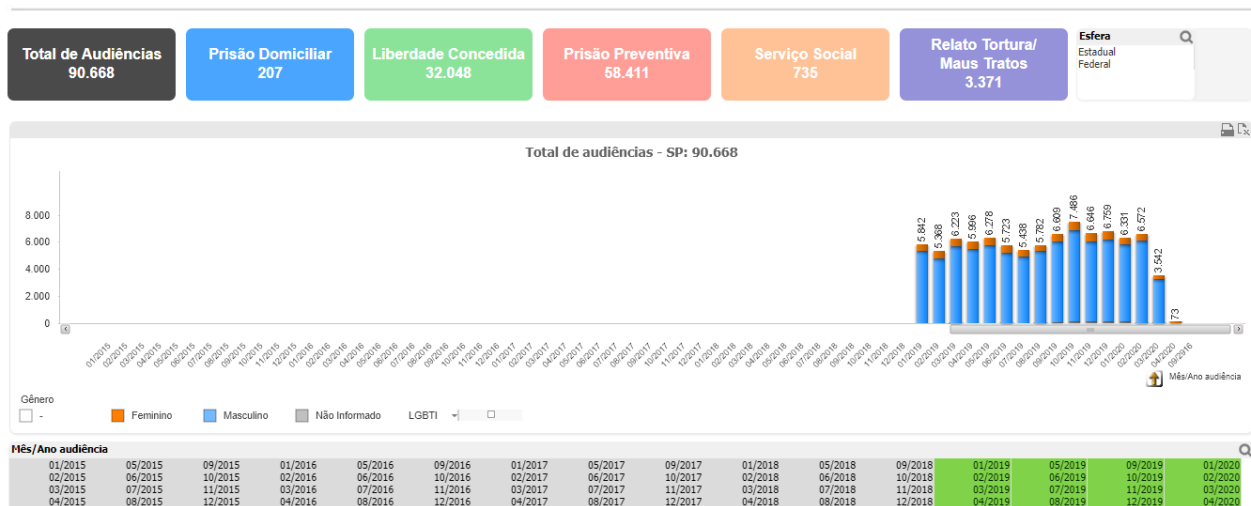 Total de Audiências
90.668
Prisão Domiciliar
207
Liberdade Concedida
32.048
Prisão Preventiva
58.411
Serviço Social
735
Relato Tortura/
Maus Tratos
3.371
Esfera
Estadual
Federal
Total de audiências - SP: 90.668
8.000
6.000
4.000
2.000
0
5.842
5.368
6.223
5.996
6.278
5.723
5.438
5.782
6.609
7.486
6.646
6.759
6.331
6.572
3.542
73
01/2015 02/2015 03/2015 04/2015 05/2015 06/2015 07/2015 08/2015 09/2015 10/2015 11/2015 12/2015 01/2016 02/2016 03/2016 04/2016 05/2016 06/2016 07/2016 08/2016 09/2016 10/2016 11/2016 12/2016 01/2017 02/2017 03/2017 04/2017 05/2017 06/2017 07/2017 08/2017 09/2017 10/2017 11/2017 12/2017 01/2018 02/2018 03/2018 04/2018 05/2018 06/2018 07/2018 08/2018 09/2018 10/2018 11/2018 12/2018 01/2019 02/2019 03/2019 04/2019 05/2019 06/2019 07/2019 08/2019 09/2019 10/2019 11/2019 12/2019 01/2020 02/2020 03/2020 04/2020 09/2916
Mês/Ano audiência
Gênero
- Feminino Masculino Não Informado LGBTI
Mês/Ano audiência
01/2015 05/2015 09/2015 01/2016 05/2016 09/2016 01/2017 05/2017 09/2017 01/2018 05/2018 09/2018 01/2019 05/2019 09/2019 01/2020
02/2015 06/2015 10/2015 02/2016 06/2016 10/2016 02/2017 06/2017 10/2017 02/2018 06/2018 10/2018 02/2019 06/2019 10/2019 02/2020
03/2015 07/2015 11/2015 03/2016 07/2016 11/2016 03/2017 07/2017 11/2017 03/2018 07/2018 11/2018 03/2019 07/2019 11/2019 03/2020
04/2015 08/2015 12/2015 04/2016 08/2016 12/2016 04/2017 08/2017 12/2017 04/2018 08/2018 12/2018 04/2019 08/2019 12/2019 04/2020